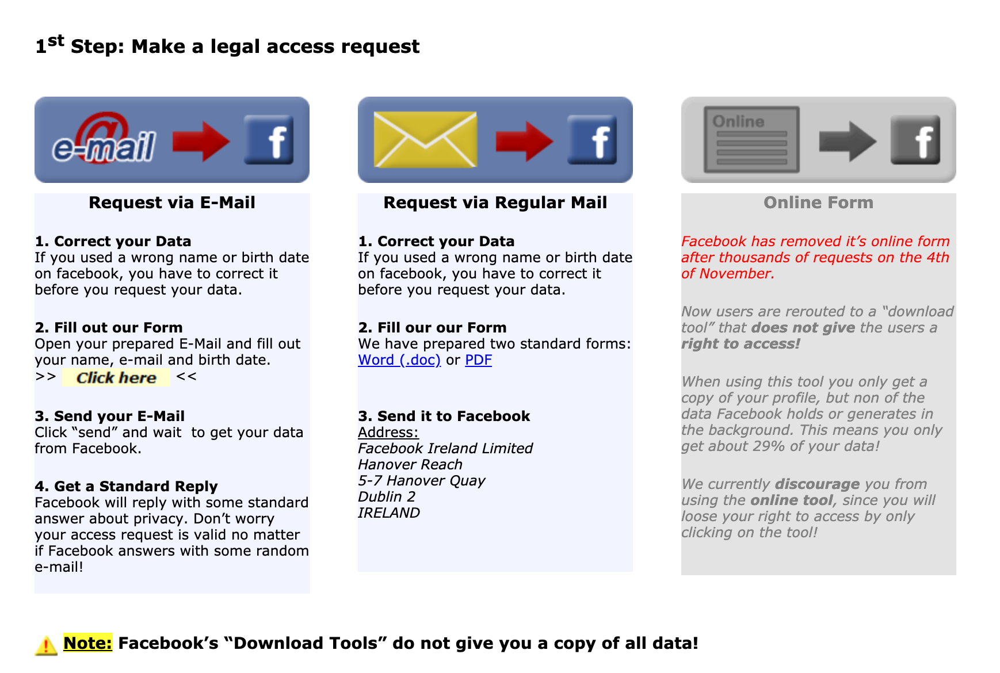 1st Step: Make a legal access request
e-mail
f
Request via E-Mail
1. Correct your Data
If you used a wrong name or birth date
on facebook, you have to correct it
before you request your data.
2. Fill out our Form
Open your prepared E-Mail and fill out
your name, e-mail and birth date.
>> Click here <<
3. Send your E-Mail
Click “send” and wait  to get your data
from Facebook.
4. Get a Standard Reply
Facebook will reply with some standard
answer about privacy. Don’t worry
your access request is valid no matter
if Facebook answers with some random
e-mail!
f
Request via Regular Mail
1. Correct your Data
If you used a wrong name or birth date
on facebook, you have to correct it
before you request your data.
2. Fill our our Form
We have prepared two standard forms:
Word (.doc) or PDF
3. Send it to Facebook
Address:
Facebook Ireland Limited
Hanover Reach
5-7 Hanover Quay
Dublin 2
IRELAND
Online
f
Online Form
Facebook has removed it’s online form
after thousands of requests on the 4th
of November.
Now users are rerouted to a “download
tool” that does not give the users a
right to access!
When using this tool you only get a
copy of your profile, but non of the
data Facebook holds or generates in
the background. This means you only
get about 29% of your data!
We currently discourage you from
using the online tool, since you will
loose your right to access by only
clicking on the tool!
Note: Facebook’s “Download Tools” do not give you a copy of all data!